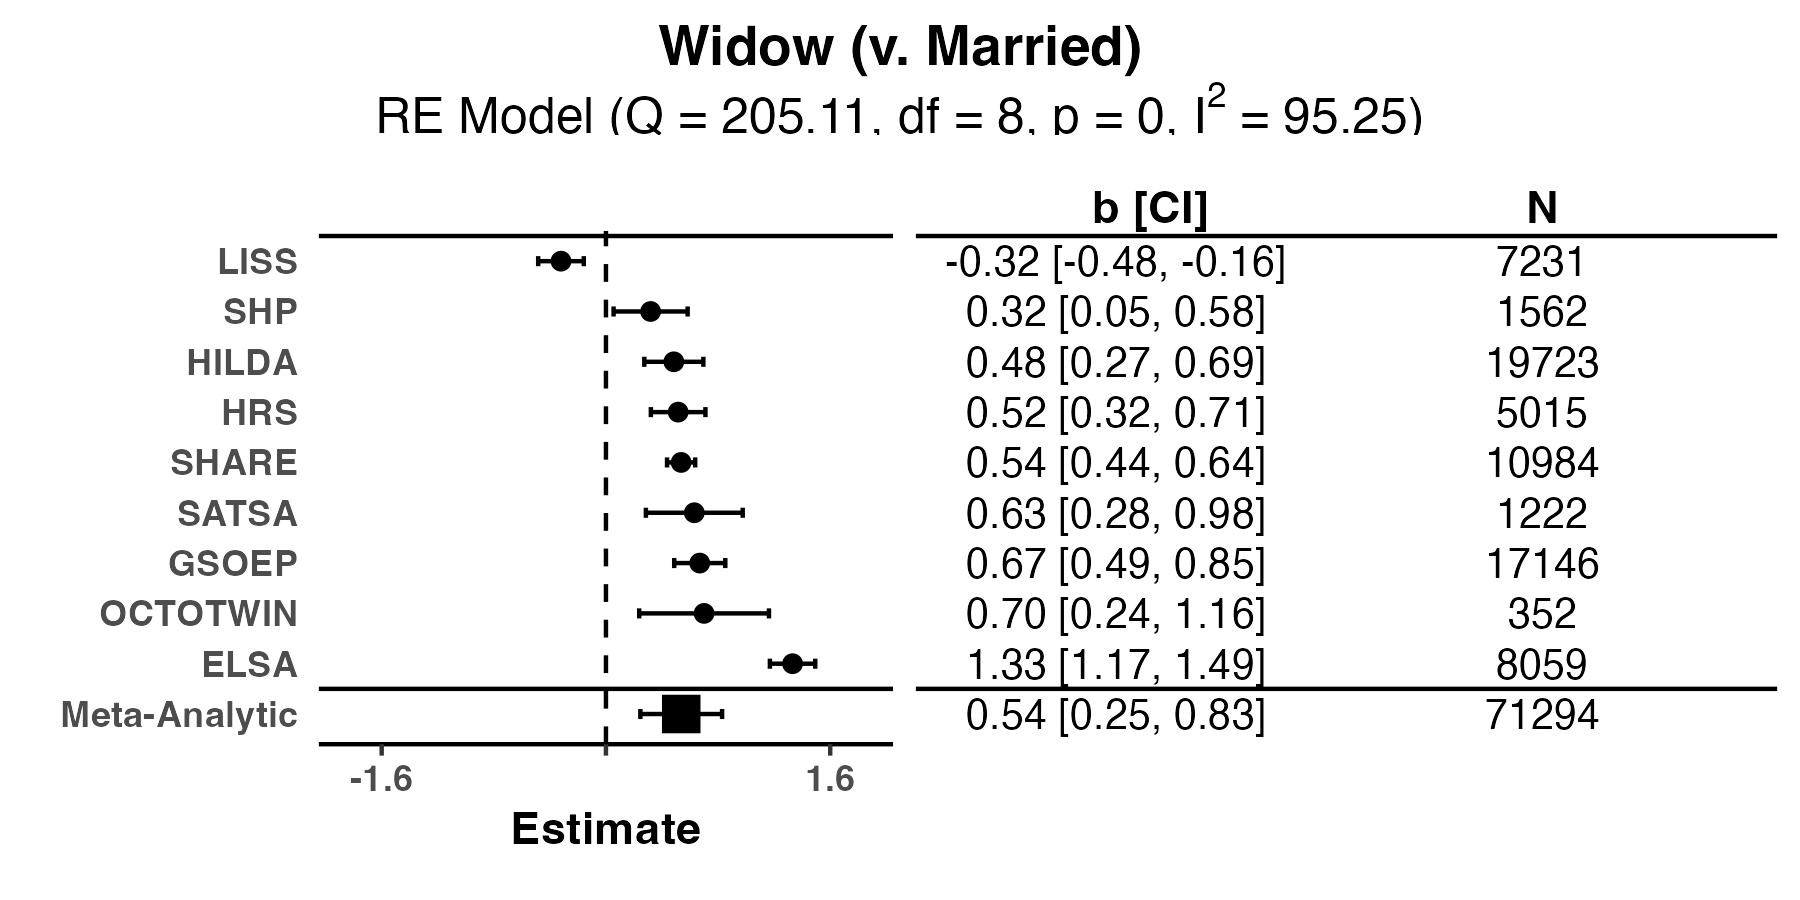 Widow (v. Married)
RE Model (Q = 205.11, df = 8, p = 0, I² = 95.25)
b [CI] N
LISS -0.32 [-0.48, -0.16] 7231
SHP 0.32 [0.05, 0.58] 1562
HILDA 0.48 [0.27, 0.69] 19723
HRS 0.52 [0.32, 0.71] 5015
SHARE 0.54 [0.44, 0.64] 10984
SATSA 0.63 [0.28, 0.98] 1222
GSOEP 0.67 [0.49, 0.85] 17146
OCTOTWIN 0.70 [0.24, 1.16] 352
ELSA 1.33 [1.17, 1.49] 8059
Meta-Analytic 0.54 [0.25, 0.83] 71294
-1.6 1.6
Estimate